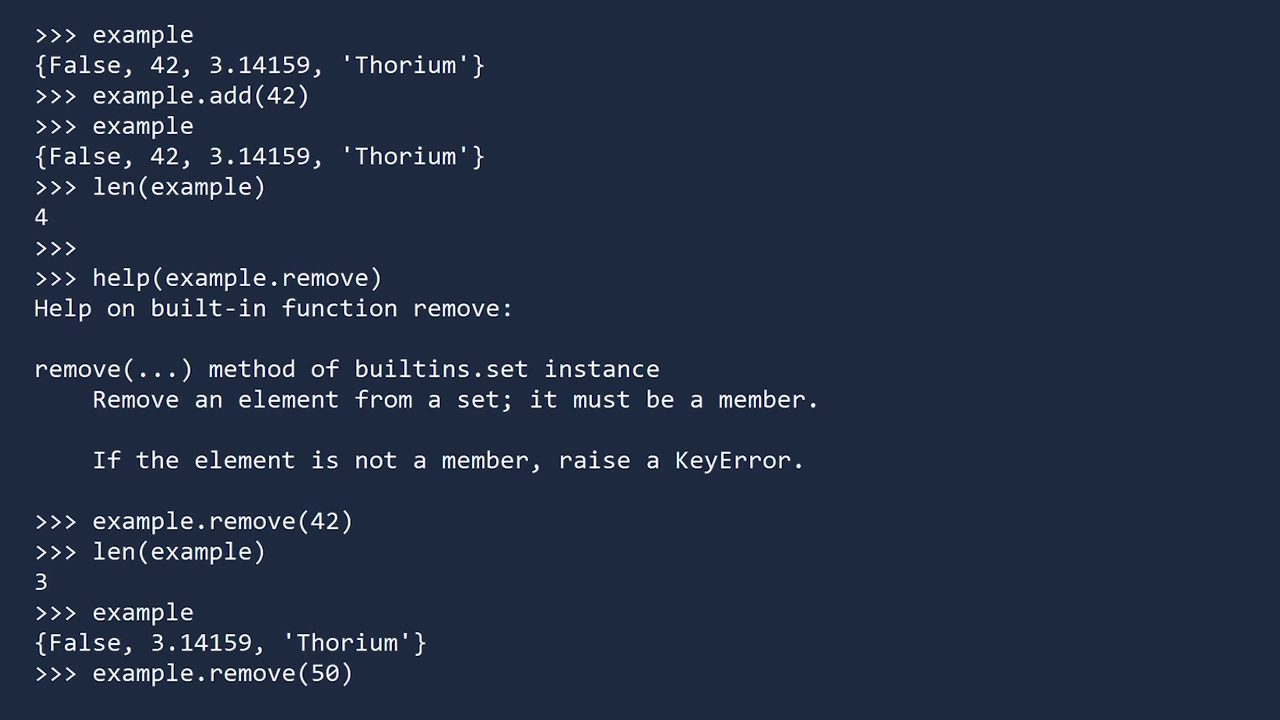 >>> example
{False, 42, 3.14159, 'Thorium'}
>>> example.add(42)
>>> example
{False, 42, 3.14159, 'Thorium'}
>>> len(example)
4
>>>
>>> help(example.remove)
Help on built-in function remove:

remove(...) method of builtins.set instance
    Remove an element from a set; it must be a member.

    If the element is not a member, raise a KeyError.

>>> example.remove(42)
>>> len(example)
3
>>> example
{False, 3.14159, 'Thorium'}
>>> example.remove(50)